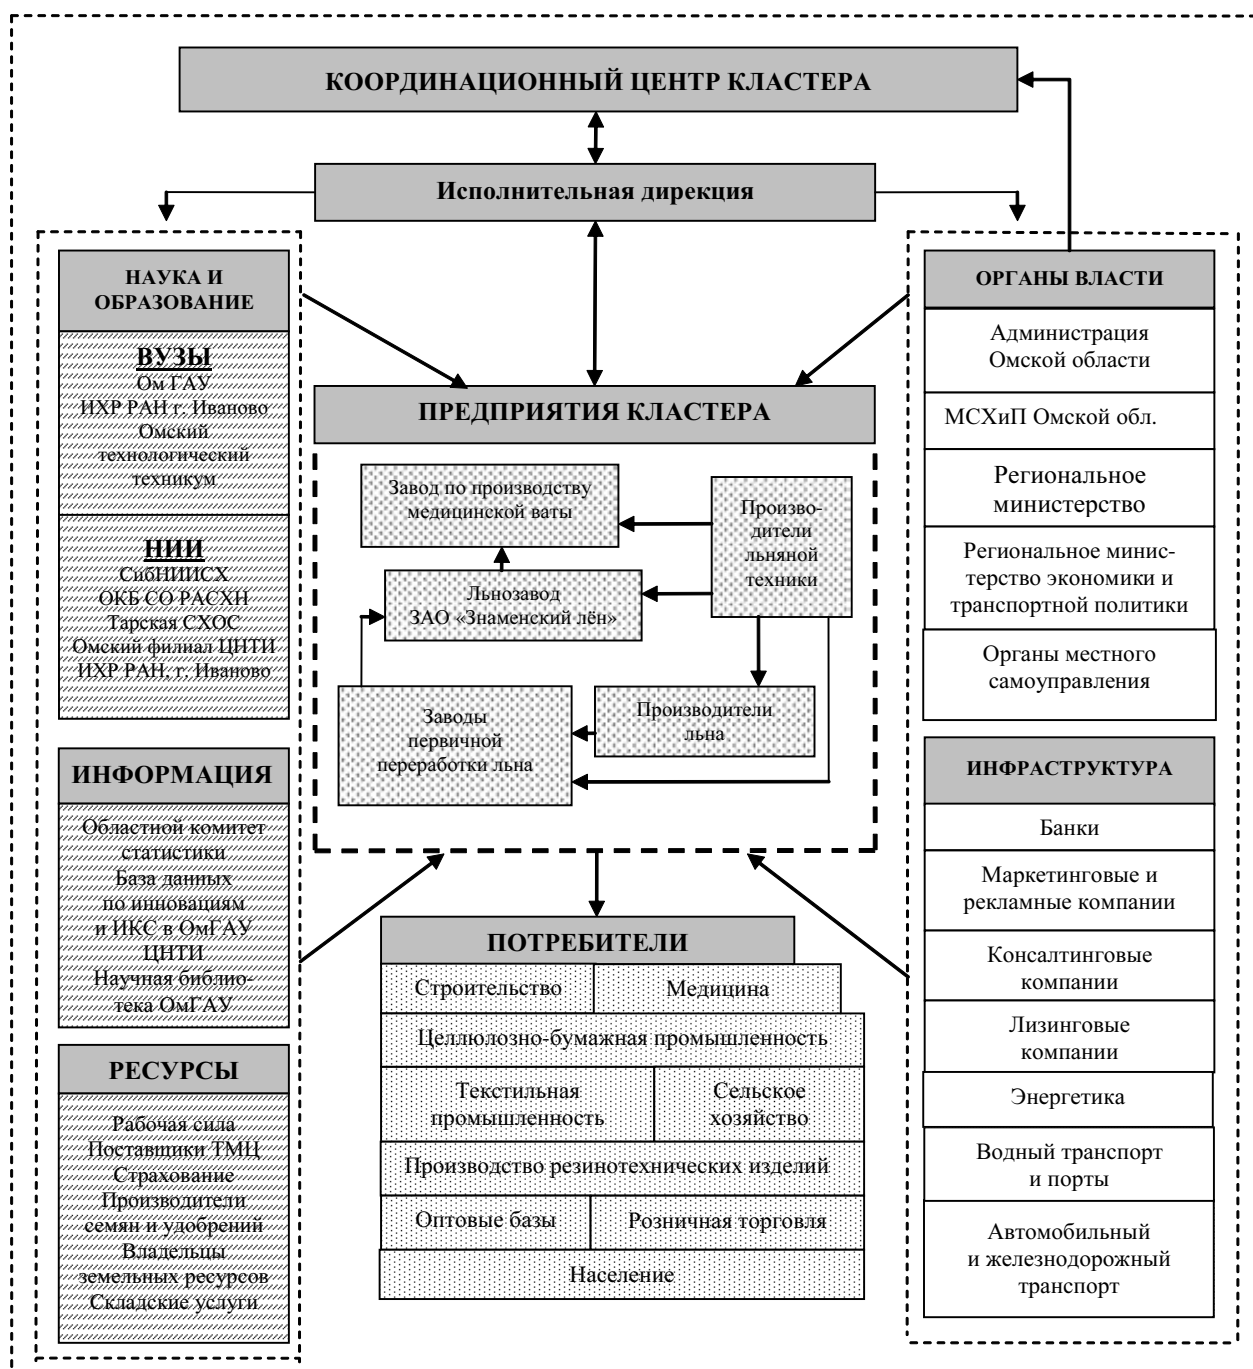 КООРДИНАЦИОННЫЙ ЦЕНТР КЛАСТЕРА
Исполнительная дирекция
НАУКА И
ОБРАЗОВАНИЕ
ВУЗЫ
Ом ГАУ
ИХР РАН г. Иваново
Омский
технологический
техникум
НИИ
СибНИИСХ
ОКБ СО РАСХН
Тарская СХОС
Омский филиал ЦНТИ
ИХР РАН, г. Иваново
ИНФОРМАЦИЯ
Областной комитет
статистики
База данных
по инновациям
и ИКС в ОмГАУ
ЦНТИ
Научная библио-
тека ОмГАУ
РЕСУРСЫ
Рабочая сила
Поставщики ТМЦ
Страхование
Производители
семян и удобрений
Владельцы
земельных ресурсов
Складские услуги
ПРЕДПРИЯТИЯ КЛАСТЕРА
Завод по производству
медицинской ваты
Произво-
дители
льняной
техники
Льнозавод
ЗАО «Знаменский лён»
Заводы
первичной
переработки льна
Производители
льна
ПОТРЕБИТЕЛИ
Строительство
Медицина
Целлюлозно-бумажная промышленность
Текстильная
промышленность
Сельское
хозяйство
Производство резинотехнических изделий
Оптовые базы
Розничная торговля
Население
ОРГАНЫ ВЛАСТИ
Администрация
Омской области
МСХиП Омской обл.
Региональное
министерство
Региональное минис-
терство экономики и
транспортной политики
Органы местного
самоуправления
ИНФРАСТРУКТУРА
Банки
Маркетинговые и
рекламные компании
Консалтинговые
компании
Лизинговые
компании
Энергетика
Водный транспорт
и порты
Автомобильный
и железнодорожный
транспорт